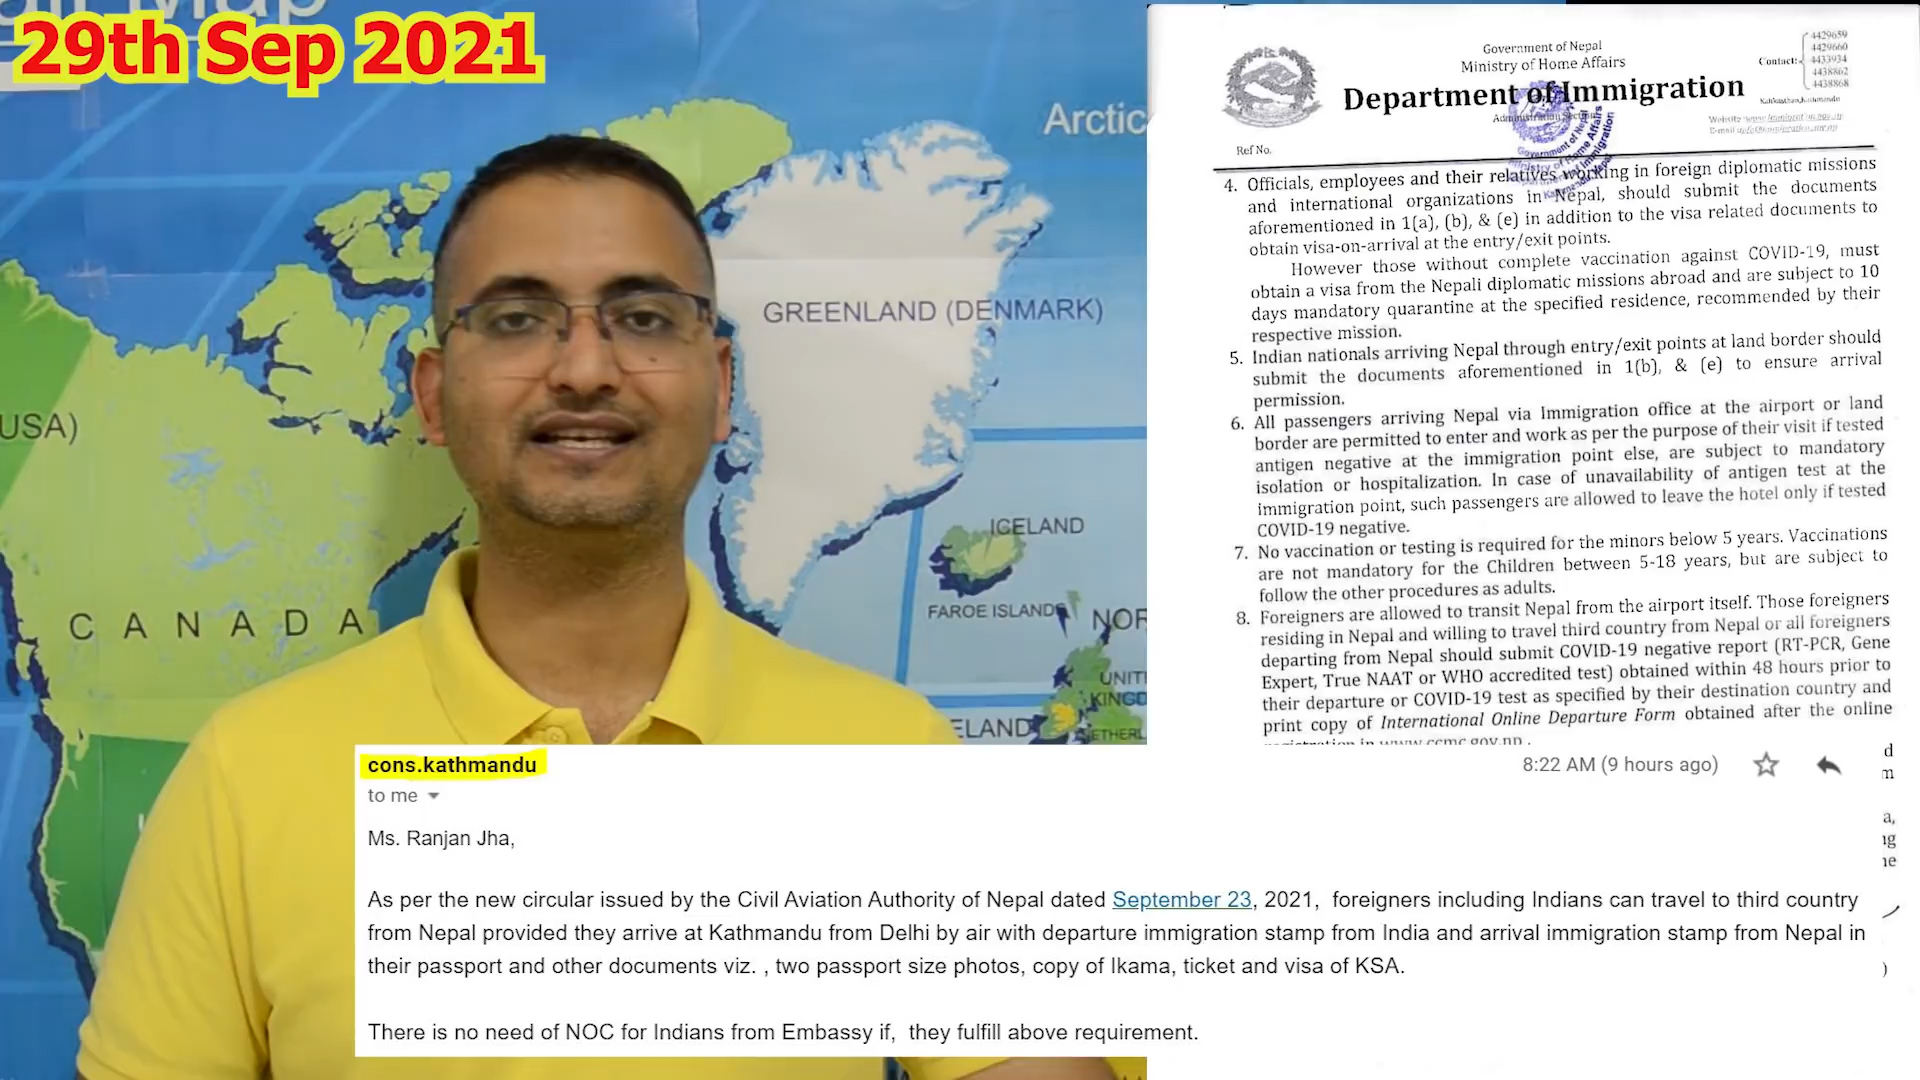 29th Sep 2021
Arctic
GREENLAND (DENMARK)
USA)
CANADA
ICELAND
FAROE ISLANDS
NOR
UNIT
KINGD
ELAND
Government of Nepal
Ministry of Home Affairs
Department of Immigration
Contact:
4429659
4429660
4433934
4438862
4438868
Ref No.
4. Officials, employees and their relatives working in foreign diplomatic missions
and international organizations in Nepal, should submit the documents
aforementioned in 1(a), (b), & (e) in addition to the visa related documents to
obtain visa-on-arrival at the entry/exit points.
However those without complete vaccination against COVID-19, must
obtain a visa from the Nepali diplomatic missions abroad and are subject to 10
days mandatory quarantine at the specified residence, recommended by their
respective mission.
5. Indian nationals arriving Nepal through entry/exit points at land border should
submit the documents aforementioned in 1(b), & (e) to ensure arrival
permission.
6. All passengers arriving Nepal via Immigration office at the airport or land
border are permitted to enter and work as per the purpose of their visit if tested
antigen negative at the immigration point else, are subject to mandatory
isolation or hospitalization. In case of unavailability of antigen test at the
immigration point, such passengers are allowed to leave the hotel only if tested
COVID-19 negative.
7. No vaccination or testing is required for the minors below 5 years. Vaccinations
are not mandatory for the Children between 5-18 years, but are subject to
follow the other procedures as adults.
8. Foreigners are allowed to transit Nepal from the airport itself. Those foreigners
residing in Nepal and willing to travel third country from Nepal or all foreigners
departing from Nepal should submit COVID-19 negative report (RT-PCR, Gene
Expert, True NAAT or WHO accredited test) obtained within 48 hours prior to
their departure or COVID-19 test as specified by their destination country and
print copy of International Online Departure Form obtained after the online
cons.kathmandu
8:22 AM (9 hours ago)
to me
Ms. Ranjan Jha,
As per the new circular issued by the Civil Aviation Authority of Nepal dated September 23, 2021, foreigners including Indians can travel to third country
from Nepal provided they arrive at Kathmandu from Delhi by air with departure immigration stamp from India and arrival immigration stamp from Nepal in
their passport and other documents viz. , two passport size photos, copy of Ikama, ticket and visa of KSA.
There is no need of NOC for Indians from Embassy if, they fulfill above requirement.